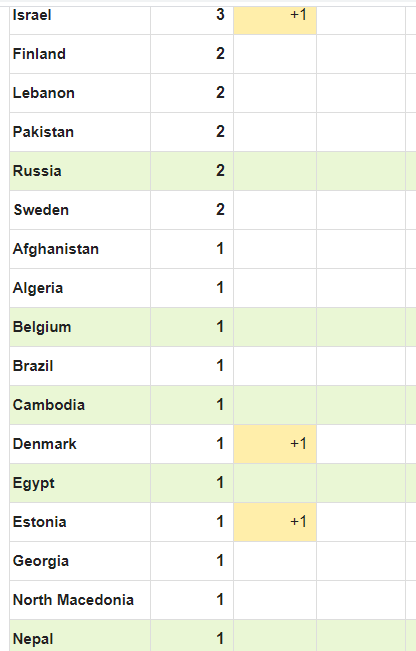 Israel 3 +1
Finland 2
Lebanon 2
Pakistan 2
Russia 2
Sweden 2
Afghanistan 1
Algeria 1
Belgium 1
Brazil 1
Cambodia 1
Denmark 1 +1
Egypt 1
Estonia 1 +1
Georgia 1
North Macedonia 1
Nepal 1